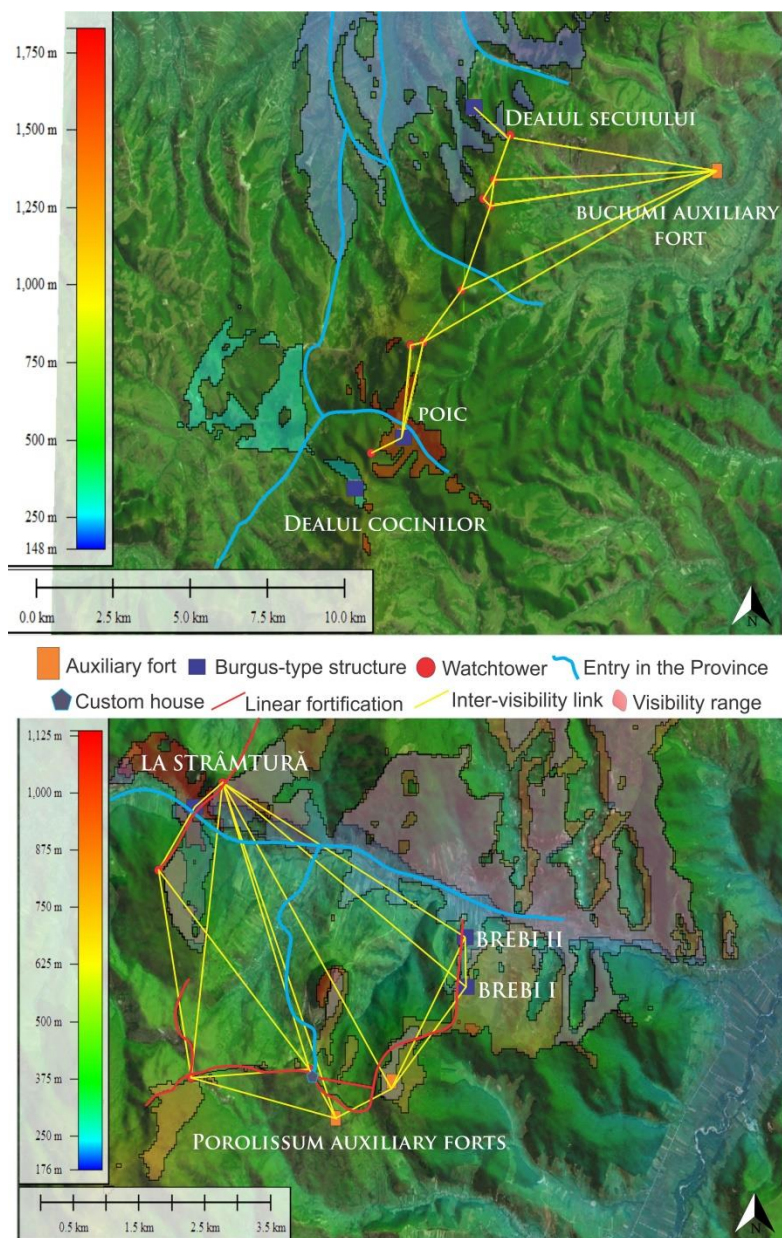 1,750 m
1,500 m
1,250 m
1,000 m
750 m
500 m
250 m
148 m
DEALUL SECUIULUI
BUCIUMI AUXILIARY
FORT
POIC
DEALUL COCINILOR
0.0 km 2.5 km 5.0 km 7.5 km 10.0 km
N
Auxiliary fort Burgus-type structure Watchtower Entry in the Province
Custom house Linear fortification Inter-visibility link Visibility range
1,125 m
1,000 m
875 m
750 m
625 m
500 m
375 m
250 m
176 m
LA STRÂMTURĂ
BREBI II
BREBI I
POROLISSUM AUXILIARY FORTS
0.5 km 1.5 km 2.5 km 3.5 km
N